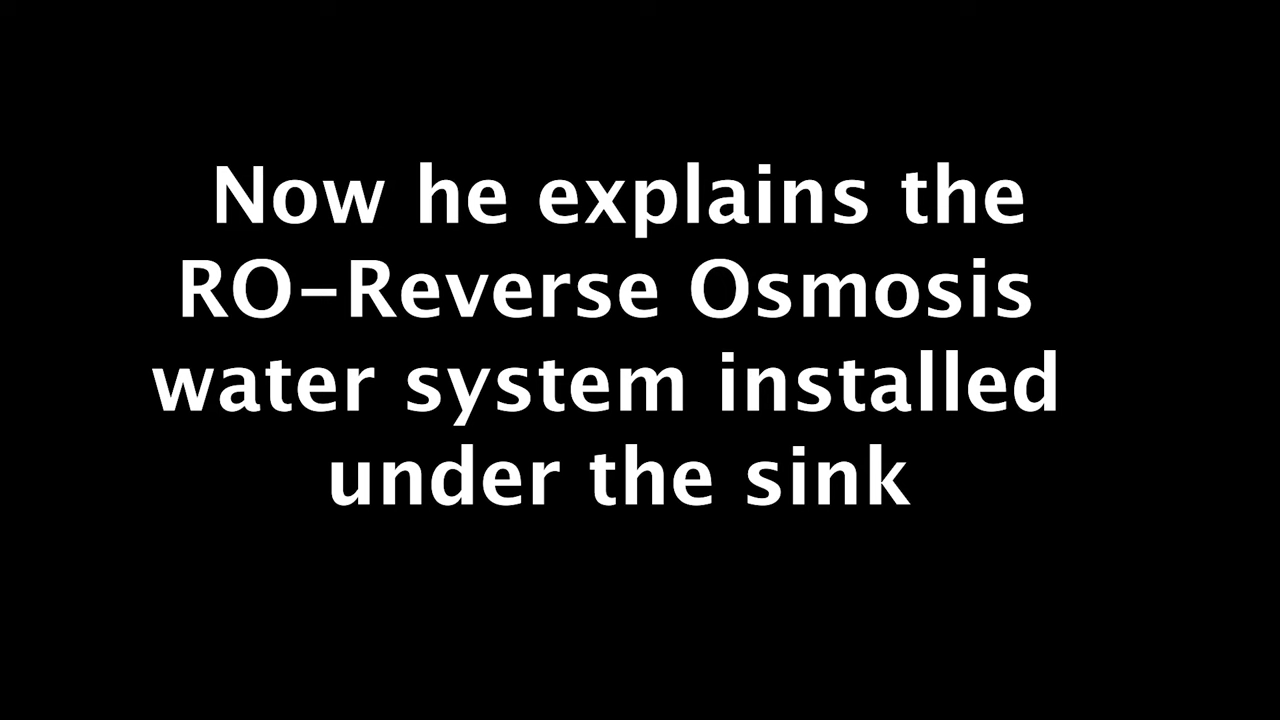 Now he explains the
RO-Reverse Osmosis
water system installed
under the sink